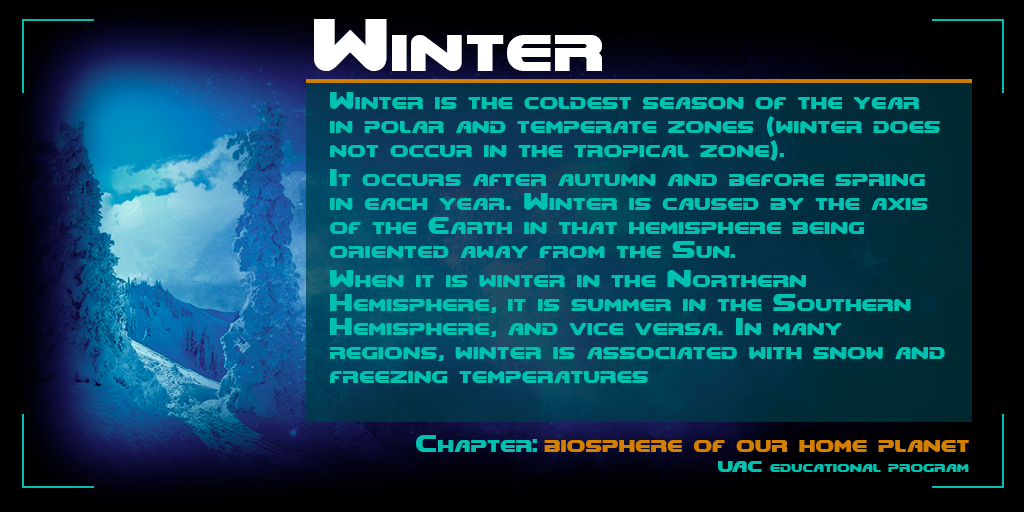 Winter
Winter is the coldest season of the year
in polar and temperate zones (winter does
not occur in the tropical zone).
It occurs after autumn and before spring
in each year. Winter is caused by the axis
of the Earth in that hemisphere being
oriented away from the Sun.
When it is winter in the Northern
Hemisphere, it is summer in the Southern
Hemisphere, and vice versa. In many
regions, winter is associated with snow and
freezing temperatures
Chapter: biosphere of our home planet
UAC educational program